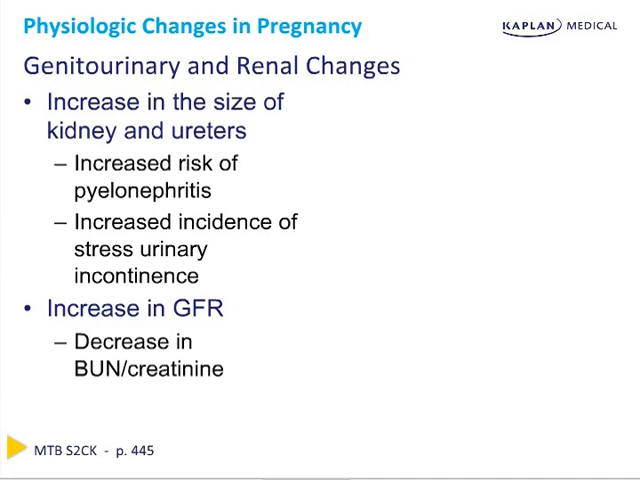 Physiologic Changes in Pregnancy
KAPLAN MEDICAL
Genitourinary and Renal Changes
• Increase in the size of
kidney and ureters
– Increased risk of
pyelonephritis
– Increased incidence of
stress urinary
incontinence
• Increase in GFR
– Decrease in
BUN/creatinine
MTB S2CK - p. 445